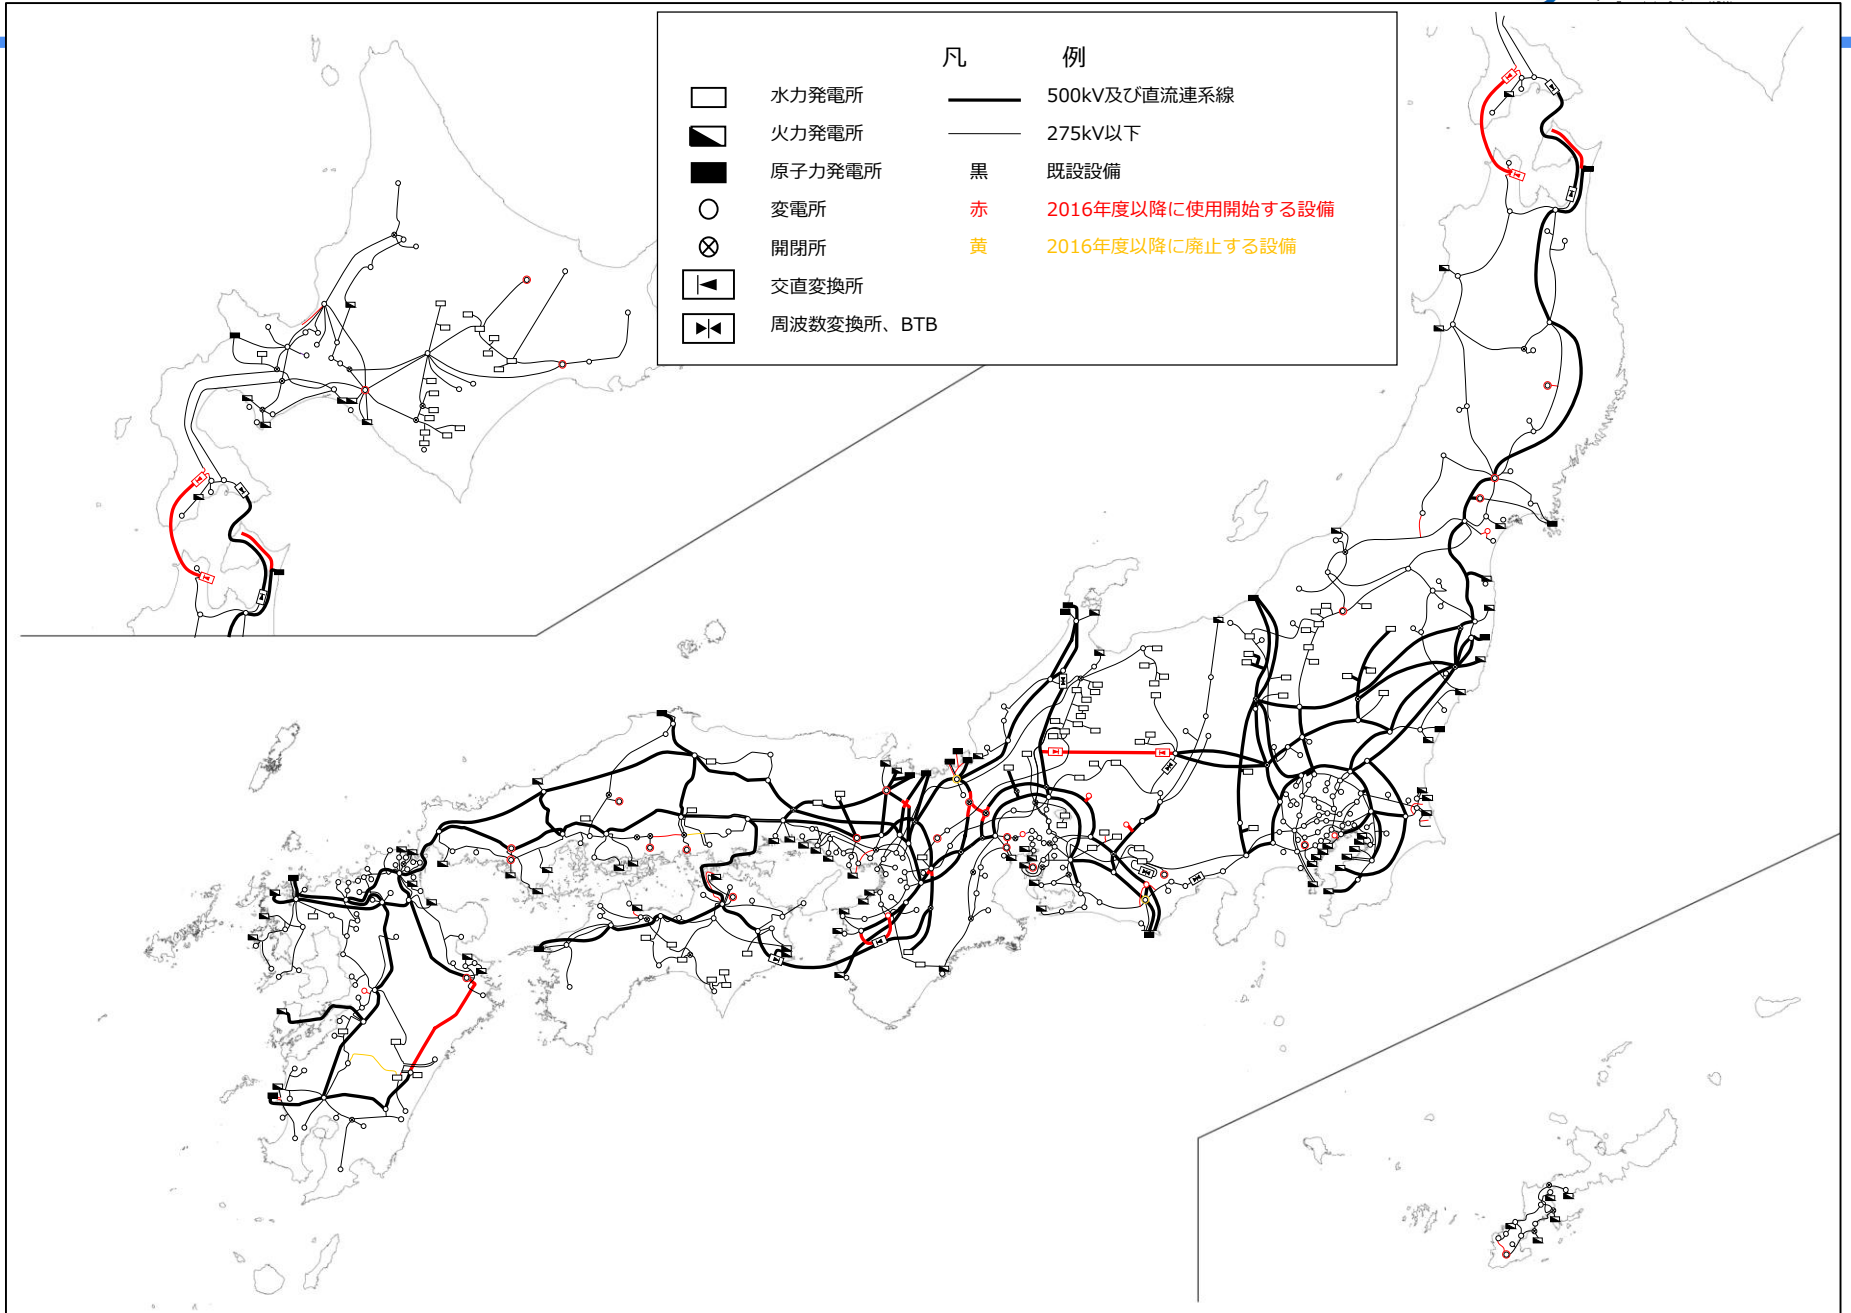 凡 例
水力発電所 500kV及び直流連系線
火力発電所 275kV以下
原子力発電所 黒 既設設備
変電所 赤 2016年度以降に使用開始する設備
開閉所 黄 2016年度以降に廃止する設備
交直変換所
周波数変換所、BTB